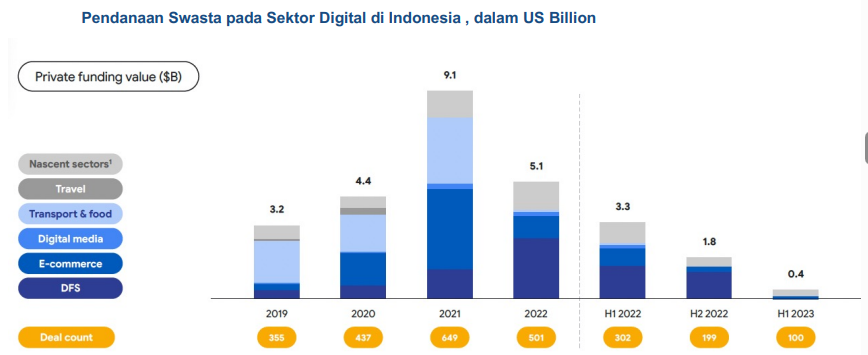 Pendanaan Swasta pada Sektor Digital di Indonesia , dalam US Billion
Private funding value ($B)
9.1
5.1
4.4
3.2
3.3
1.8
0.4
Nascent sectors¹
Travel
Transport & food
Digital media
E-commerce
DFS
2019 2020 2021 2022 H1 2022 H2 2022 H1 2023
Deal count 355 437 649 501 302 199 100